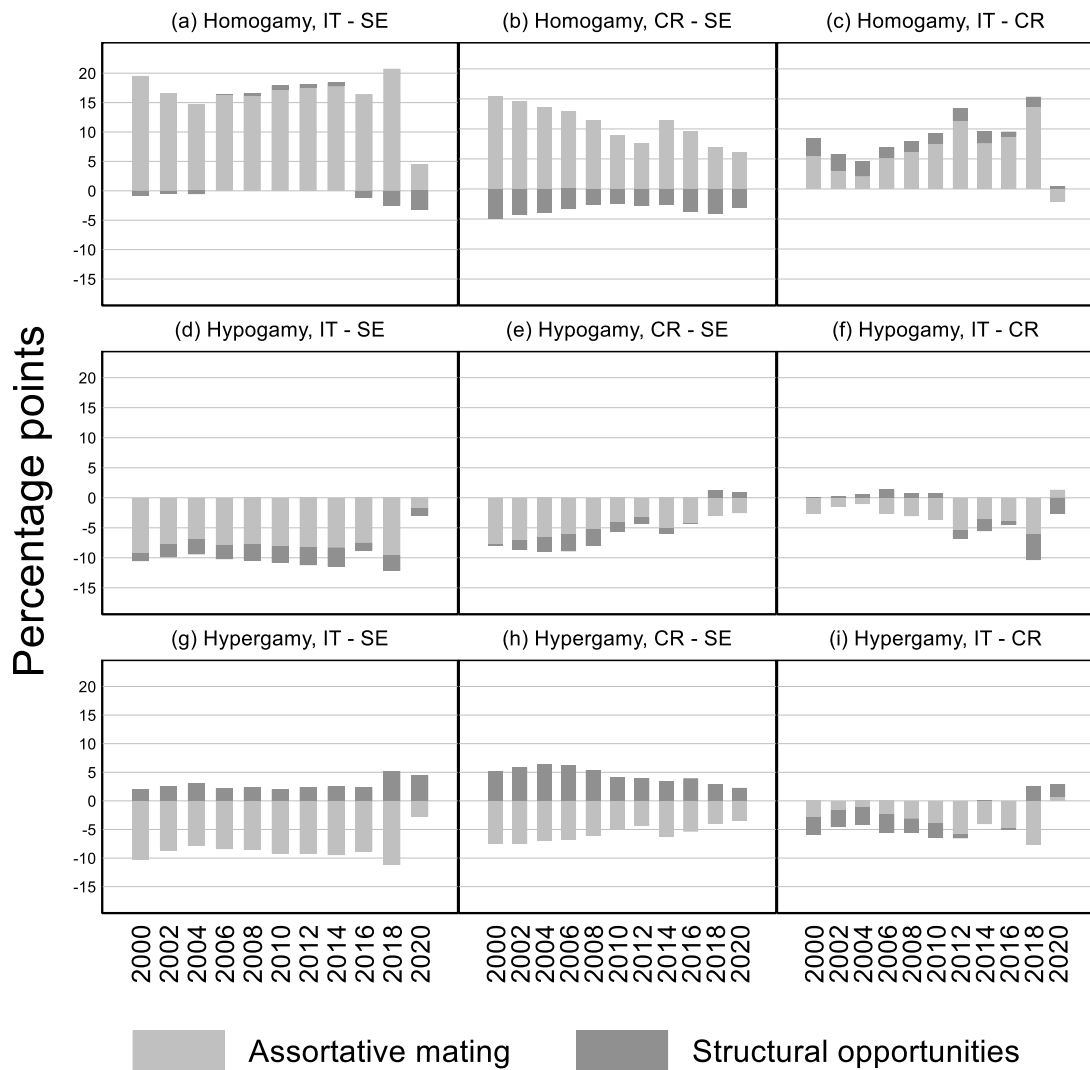 (a) Homogamy, IT - SE
(b) Homogamy, CR - SE
(c) Homogamy, IT - CR
20
15
10
5
0
-5
-10
-15
(d) Hypogamy, IT - SE
(e) Hypogamy, CR - SE
(f) Hypogamy, IT - CR
20
15
10
5
0
-5
-10
-15
Percentage points
(g) Hypergamy, IT - SE
(h) Hypergamy, CR - SE
(i) Hypergamy, IT - CR
20
15
10
5
0
-5
-10
-15
2000 2002 2004 2006 2008 2010 2012 2014 2016 2018 2020
2000 2002 2004 2006 2008 2010 2012 2014 2016 2018 2020
2000 2002 2004 2006 2008 2010 2012 2014 2016 2018 2020
Assortative mating
Structural opportunities